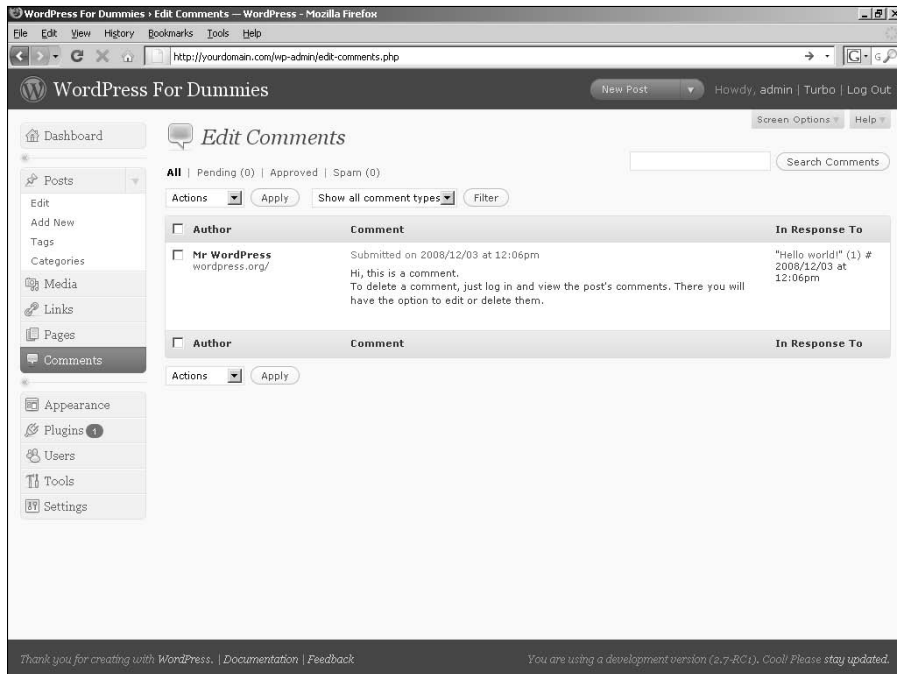 WordPress For Dummies › Edit Comments — WordPress - Mozilla Firefox
File Edit View History Bookmarks Tools Help
http://yourdomain.com/wp-admin/edit-comments.php
G
G
WordPress For Dummies
New Post
Howdy, admin | Turbo | Log Out
Screen Options
Help
Dashboard
Edit Comments
Search Comments
All | Pending (0) | Approved | Spam (0)
Posts
Actions
Apply
Show all comment types
Filter
Edit
Add New
Tags
Categories
Media
Links
Pages
Comments
Appearance
Plugins 1
Users
Tools
Settings
Author Comment In Response To
Mr WordPress
wordpress.org/
Submitted on 2008/12/03 at 12:06pm
Hi, this is a comment.
To delete a comment, just log in and view the post's comments. There you will
have the option to edit or delete them.
"Hello world!" (1) #
2008/12/03 at
12:06pm
Author Comment In Response To
Actions
Apply
Thank you for creating with WordPress. | Documentation | Feedback
You are using a development version (2.7-RC1). Cool! Please stay updated.